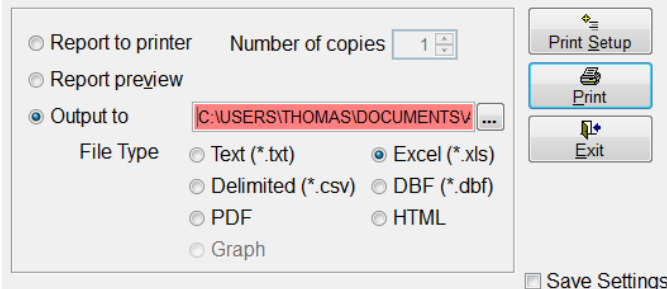 Report to printer Number of copies 1 Print Setup
Report preview Print
Output to C:\USERS\THOMAS\DOCUMENTS\ ... Exit
File Type Text (*.txt) Excel (*.xls)
Delimited (*.csv) DBF (*.dbf)
PDF HTML
Graph
Save Settings